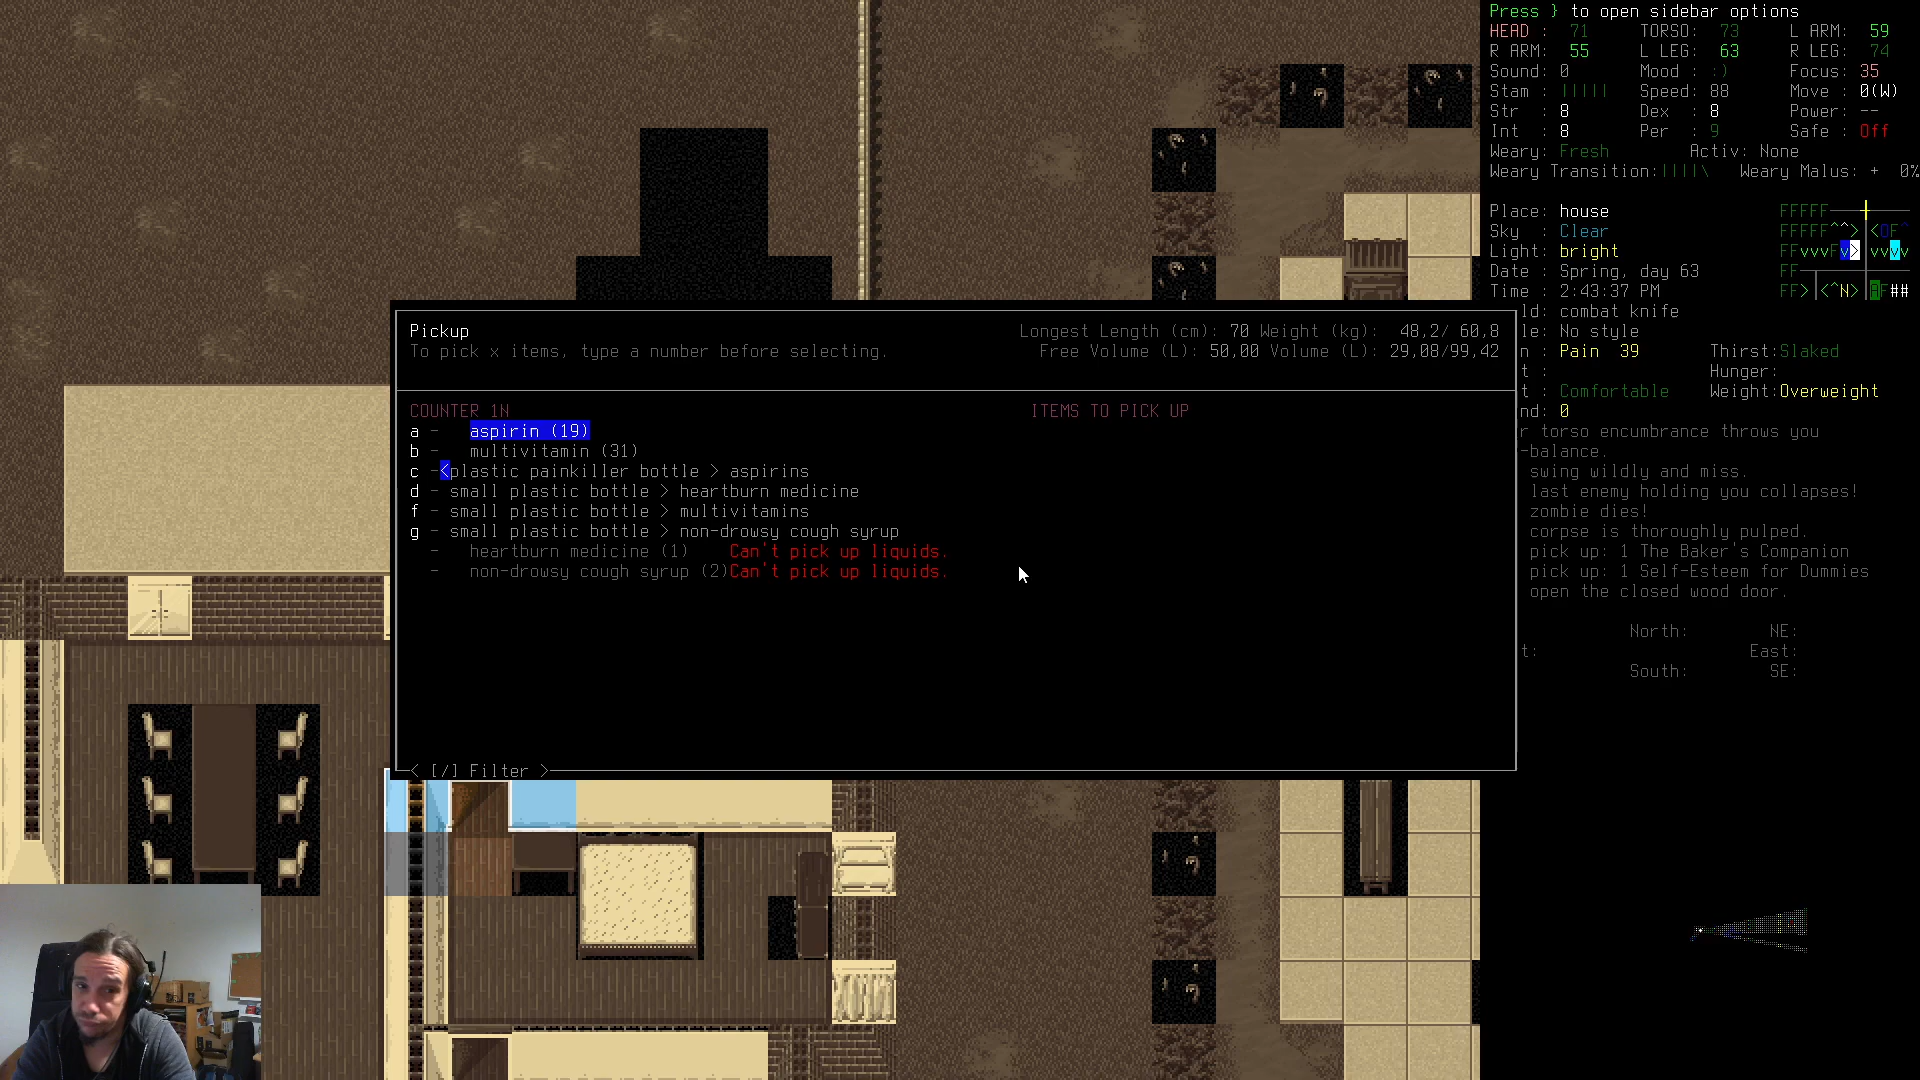 Press } to open sidebar options
HEAD : 71 TORSO: 73 L ARM: 59
R ARM: 55 L LEG: 63 R LEG: 74
Sound: 0 Mood : :) Focus: 35
Stam : |||||  Speed: 88 Move : 0(W)
Str : 8 Dex : 8 Power: --
Int : 8 Per : 9 Safe : Off
Weary: Fresh Activ: None
Weary Transition:||||\ Weary Malus: + 0%
Place: house
Sky : Clear
Light: bright
Date : Spring, day 63
Time : 2:43:37 PM
ld: combat knife
le: No style
n : Pain 39 Thirst:Slaked
t : Hunger:
t : Comfortable Weight:Overweight
nd: 0
r torso encumbrance throws you
-balance.
swing wildly and miss.
last enemy holding you collapses!
zombie dies!
corpse is thoroughly pulped.
pick up: 1 The Baker's Companion
pick up: 1 Self-Esteem for Dummies
open the closed wood door.
North: NE:
t: East:
South: SE:
FFFFF
FFFFF^^> <OF^
FFvvvFv> vvvv
FF
FF> <^N> F##
Pickup
Longest Length (cm): 70 Weight (kg): 48,2/ 60,8
To pick x items, type a number before selecting.
Free Volume (L): 50,00 Volume (L): 29,08/99,42
COUNTER 1N
ITEMS TO PICK UP
a - aspirin (19)
b - multivitamin (31)
c -<plastic painkiller bottle > aspirins
d - small plastic bottle > heartburn medicine
f - small plastic bottle > multivitamins
g - small plastic bottle > non-drowsy cough syrup
- heartburn medicine (1) Can't pick up liquids.
- non-drowsy cough syrup (2)Can't pick up liquids.
< [/] Filter >